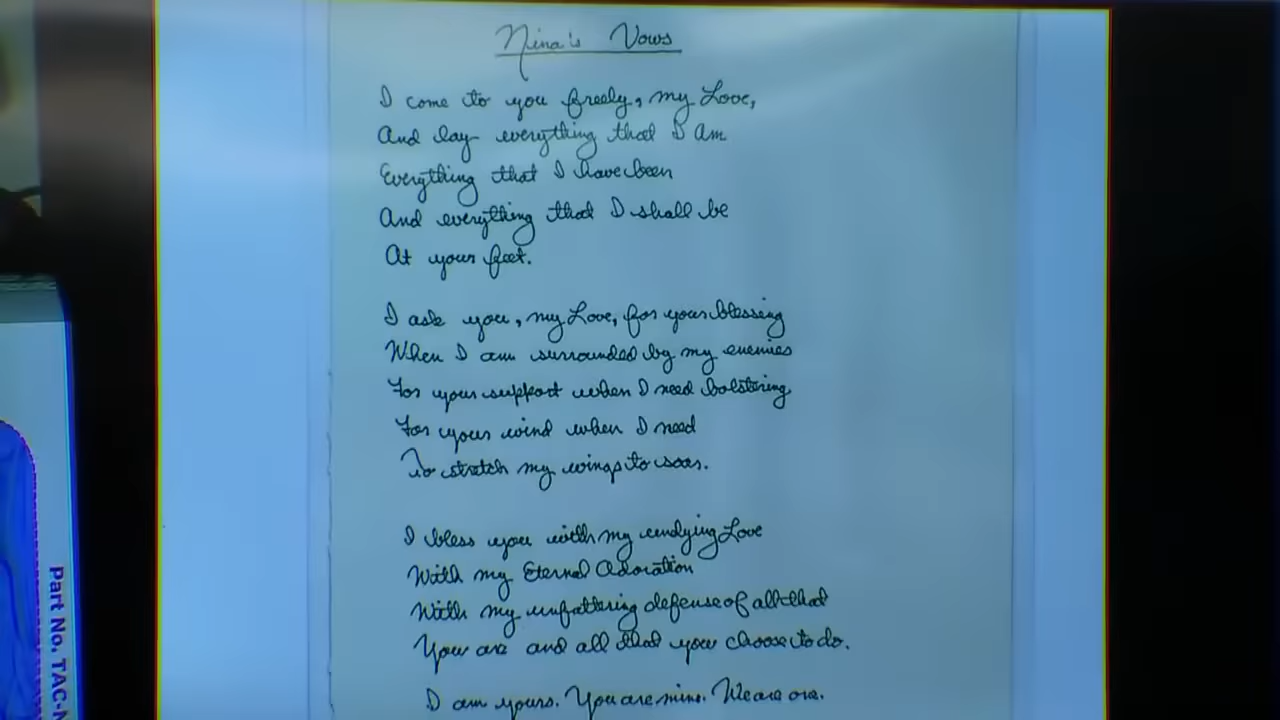 Nina's Vows
I come to you freely, my Love,
And lay everything that I am
Everything that I have been
And everything that I shall be
At your feet.
I ask you, my Love, for your blessing
When I am surrounded by my enemies
For your support when I need bolstering
For your wind when I need
To stretch my wings to soar.
I bless you with my undying Love
With my Eternal Adoration
With my unfaltering defense of all that
You are and all that you choose to do.
I am yours. You are mine. We are one.
Part No. TAC-